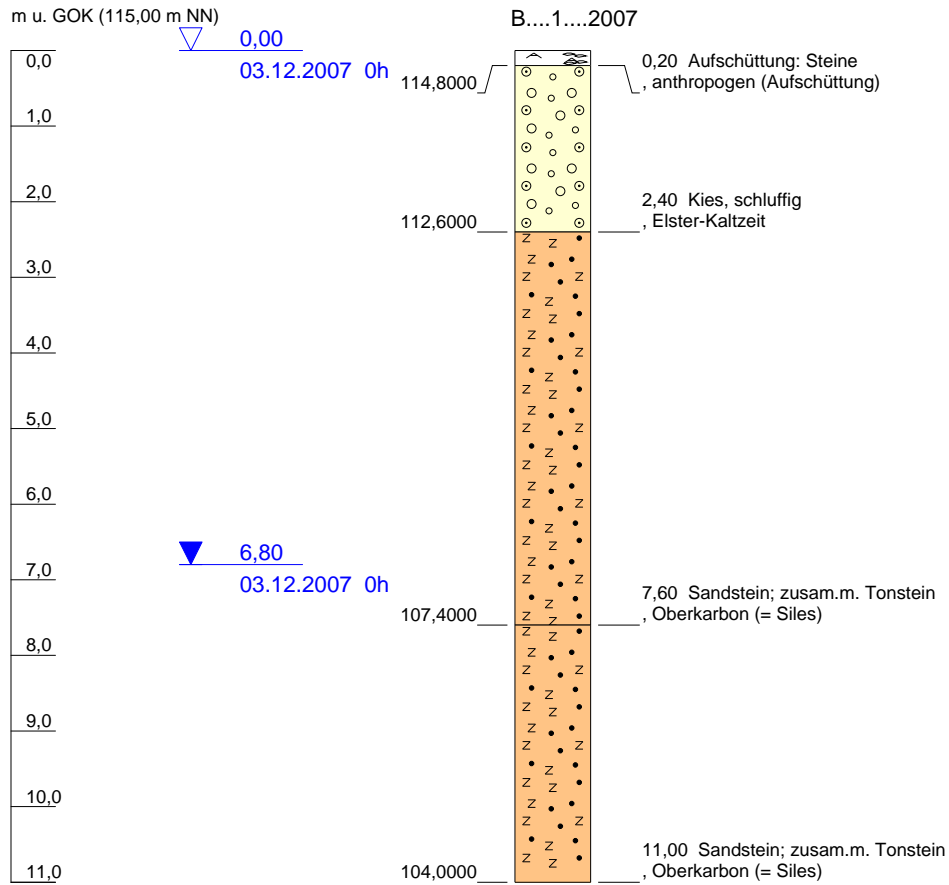 m u. GOK (115,00 m NN)
B....1....2007
0,0
0,00
03.12.2007 0h
114,8000
0,20 Aufschüttung: Steine
, anthropogen (Aufschüttung)
1,0
2,0
112,6000
2,40 Kies, schluffig
, Elster-Kaltzeit
3,0
4,0
5,0
6,0
6,80
03.12.2007 0h
7,0
107,4000
7,60 Sandstein; zusam.m. Tonstein
, Oberkarbon (= Siles)
8,0
9,0
10,0
11,0
104,0000
11,00 Sandstein; zusam.m. Tonstein
, Oberkarbon (= Siles)